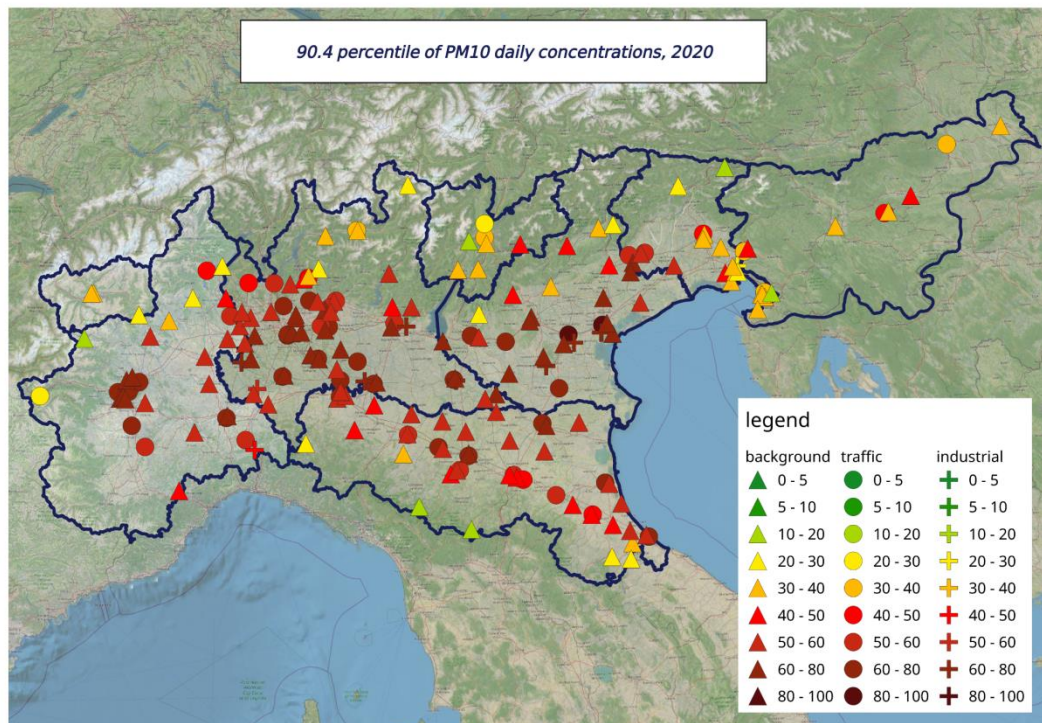 90.4 percentile of PM10 daily concentrations, 2020
legend
background traffic industrial
0 - 5 0 - 5 0 - 5
5 - 10 5 - 10 5 - 10
10 - 20 10 - 20 10 - 20
20 - 30 20 - 30 20 - 30
30 - 40 30 - 40 30 - 40
40 - 50 40 - 50 40 - 50
50 - 60 50 - 60 50 - 60
60 - 80 60 - 80 60 - 80
80 - 100 80 - 100 80 - 100